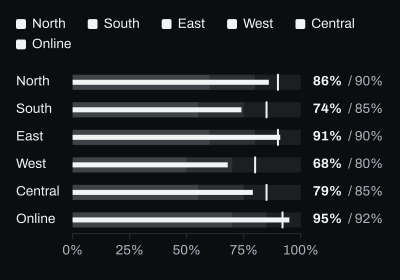 North South East West Central
Online
North 86% / 90%
South 74% / 85%
East 91% / 90%
West 68% / 80%
Central 79% / 85%
Online 95% / 92%
0% 25% 50% 75% 100%